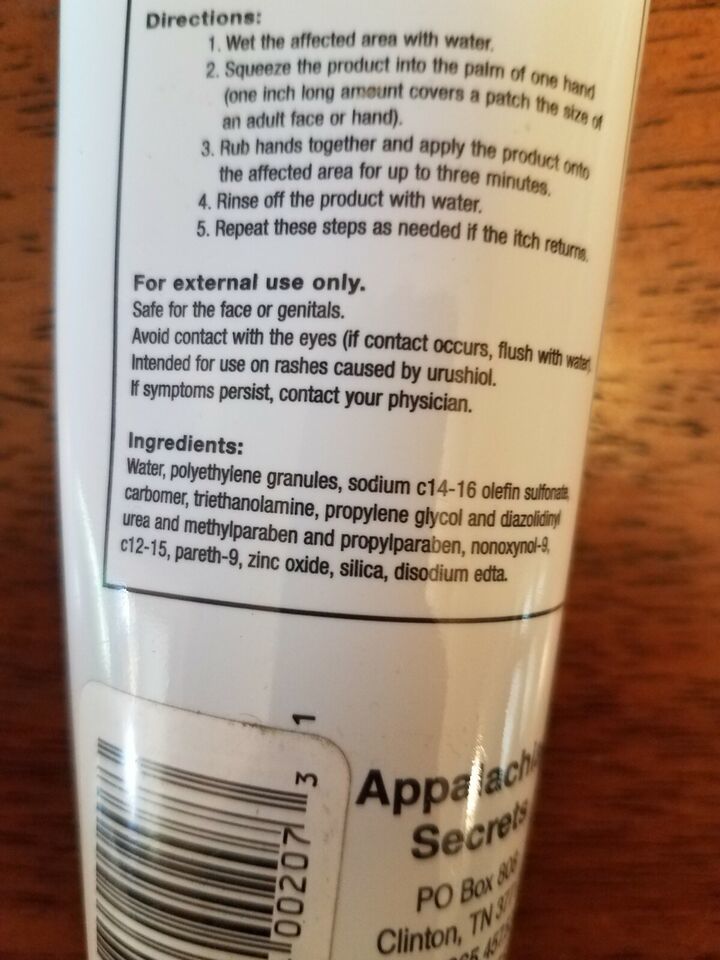 Directions:
1. Wet the affected area with water.
2. Squeeze the product into the palm of one hand
(one inch long amount covers a patch the size of
an adult face or hand).
3. Rub hands together and apply the product onto
the affected area for up to three minutes.
4. Rinse off the product with water.
5. Repeat these steps as needed if the itch returns.
For external use only.
Safe for the face or genitals.
Avoid contact with the eyes (if contact occurs, flush with water).
Intended for use on rashes caused by urushiol.
If symptoms persist, contact your physician.
Ingredients:
Water, polyethylene granules, sodium c14-16 olefin sulfonate,
carbomer, triethanolamine, propylene glycol and diazolidinyl
urea and methylparaben and propylparaben, nonoxynol-9,
c12-15, pareth-9, zinc oxide, silica, disodium edta.
00207 3 1
Secrets
PO Box
Clinton, TN